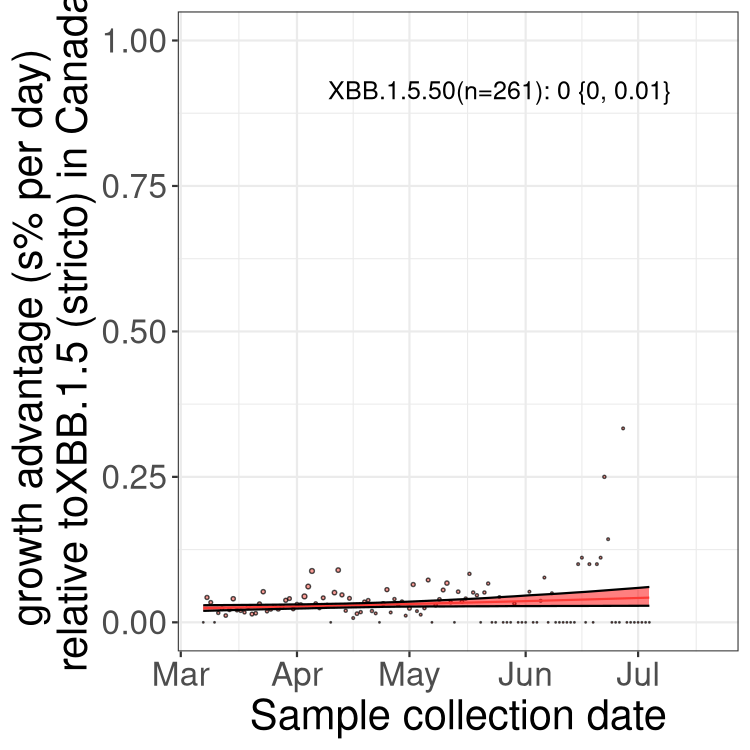 growth advantage (s% per day)
relative toXBB.1.5 (stricto) in Canada
1.00
0.75
0.50
0.25
0.00
XBB.1.5.50(n=261): 0 {0, 0.01}
Mar Apr May Jun Jul
Sample collection date